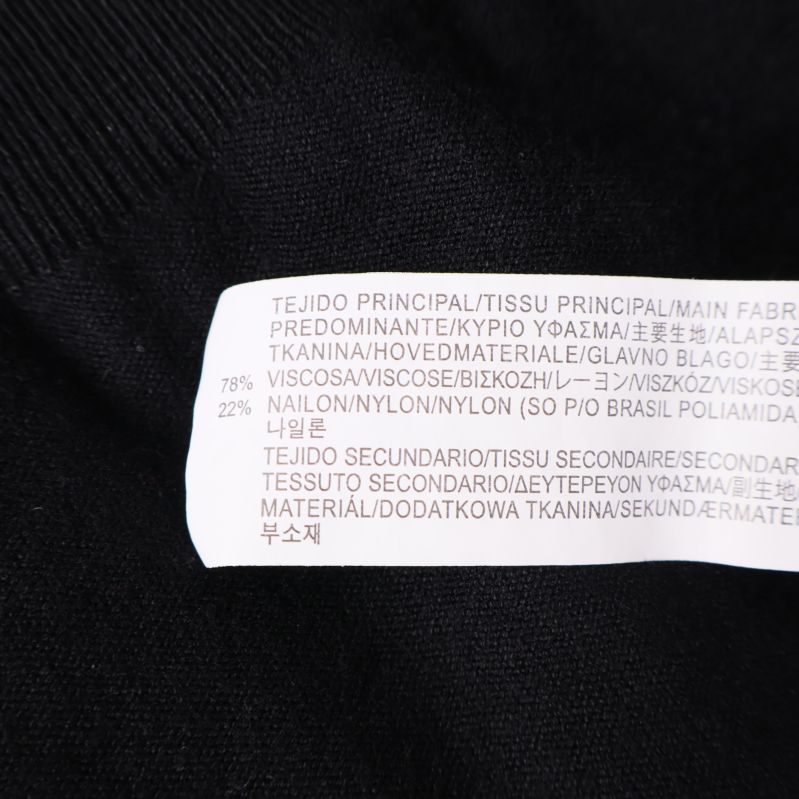 TEJIDO PRINCIPAL/TISSU PRINCIPAL/MAIN FABR
PREDOMINANTE/ΚΥΡΙΟ ΥΦΑΣΜΑ/主要生地/ALAPSZ
TKANINA/HOVEDMATERIALE/GLAVNO BLAGO/主要
78% VISCOSA/VISCOSE/ΒΙΣΚΟΖΗ/レーヨン/VISZKÓZ/VISKOSE
22% NAILON/NYLON/NYLON (SO P/O BRASIL POLIAMIDA)
나일론
TEJIDO SECUNDARIO/TISSU SECONDAIRE/SECONDAR
TESSUTO SECONDARIO/ΔΕΥΤΕΡΕΥΟΝ ΥΦΑΣΜΑ/副生地/
MATERIÁL/DODATKOWA TKANINA/SEKUNDÆRMATE
부소재